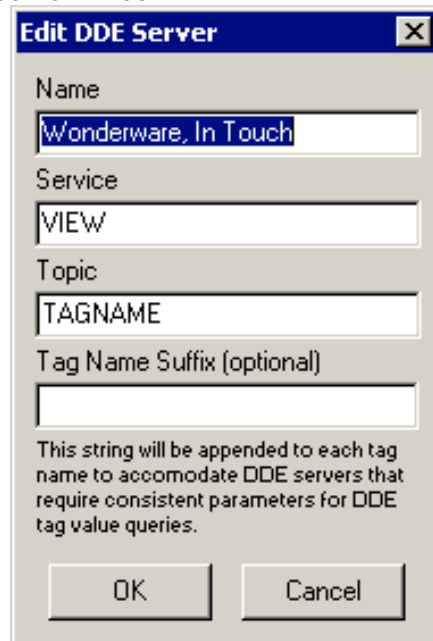 Edit DDE Server
Name
Wonderware, In Touch
Service
VIEW
Topic
TAGNAME
Tag Name Suffix (optional)
This string will be appended to each tag
name to accomodate DDE servers that
require consistent parameters for DDE
tag value queries.
OK Cancel